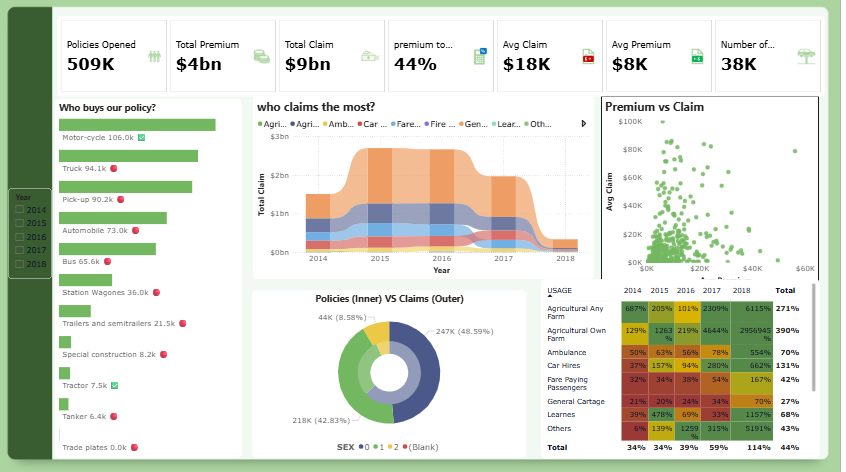 Policies Opened
509K
Total Premium
$4bn
Total Claim
$9bn
premium to...
44%
Avg Claim
$18K
Avg Premium
$8K
Number of...
38K
Year
2014
2015
2016
2017
2018
Who buys our policy?
Motor-cycle 106.0k
Truck 94.1k
Pick-up 90.2k
Automobile 73.0k
Bus 65.6k
Station Wagones 36.0k
Trailers and semitrailers 21.5k
Special construction 8.2k
Tractor 7.5k
Tanker 6.4k
Trade plates 0.0k
who claims the most?
Agri... Agri... Amb... Car ... Fare... Fire ... Gen... Lear... Oth...
Total Claim
$3bn
$2bn
$1bn
$0bn
2014 2015 2016 2017 2018
Year
Premium vs Claim
Avg Claim
$100K
$80K
$60K
$40K
$20K
$0K
$0K $20K $40K $60K
Policies (Inner) VS Claims (Outer)
44K (8.58%)
247K (48.59%)
218K (42.83%)
SEX 0 1 2 (Blank)
USAGE 2014 2015 2016 2017 2018 Total
Agricultural Any Farm 687% 205% 101% 2309% 6115% 271%
Agricultural Own Farm 129% 1263% 219% 4644% 2956945% 390%
Ambulance 50% 63% 56% 78% 554% 70%
Car Hires 37% 157% 94% 280% 662% 131%
Fare Paying Passengers 32% 34% 38% 54% 167% 42%
General Cartage 21% 20% 24% 34% 70% 27%
Learnes 39% 478% 69% 33% 1157% 68%
Others 6% 139% 1259% 315% 5191% 43%
Total 34% 34% 39% 59% 114% 44%